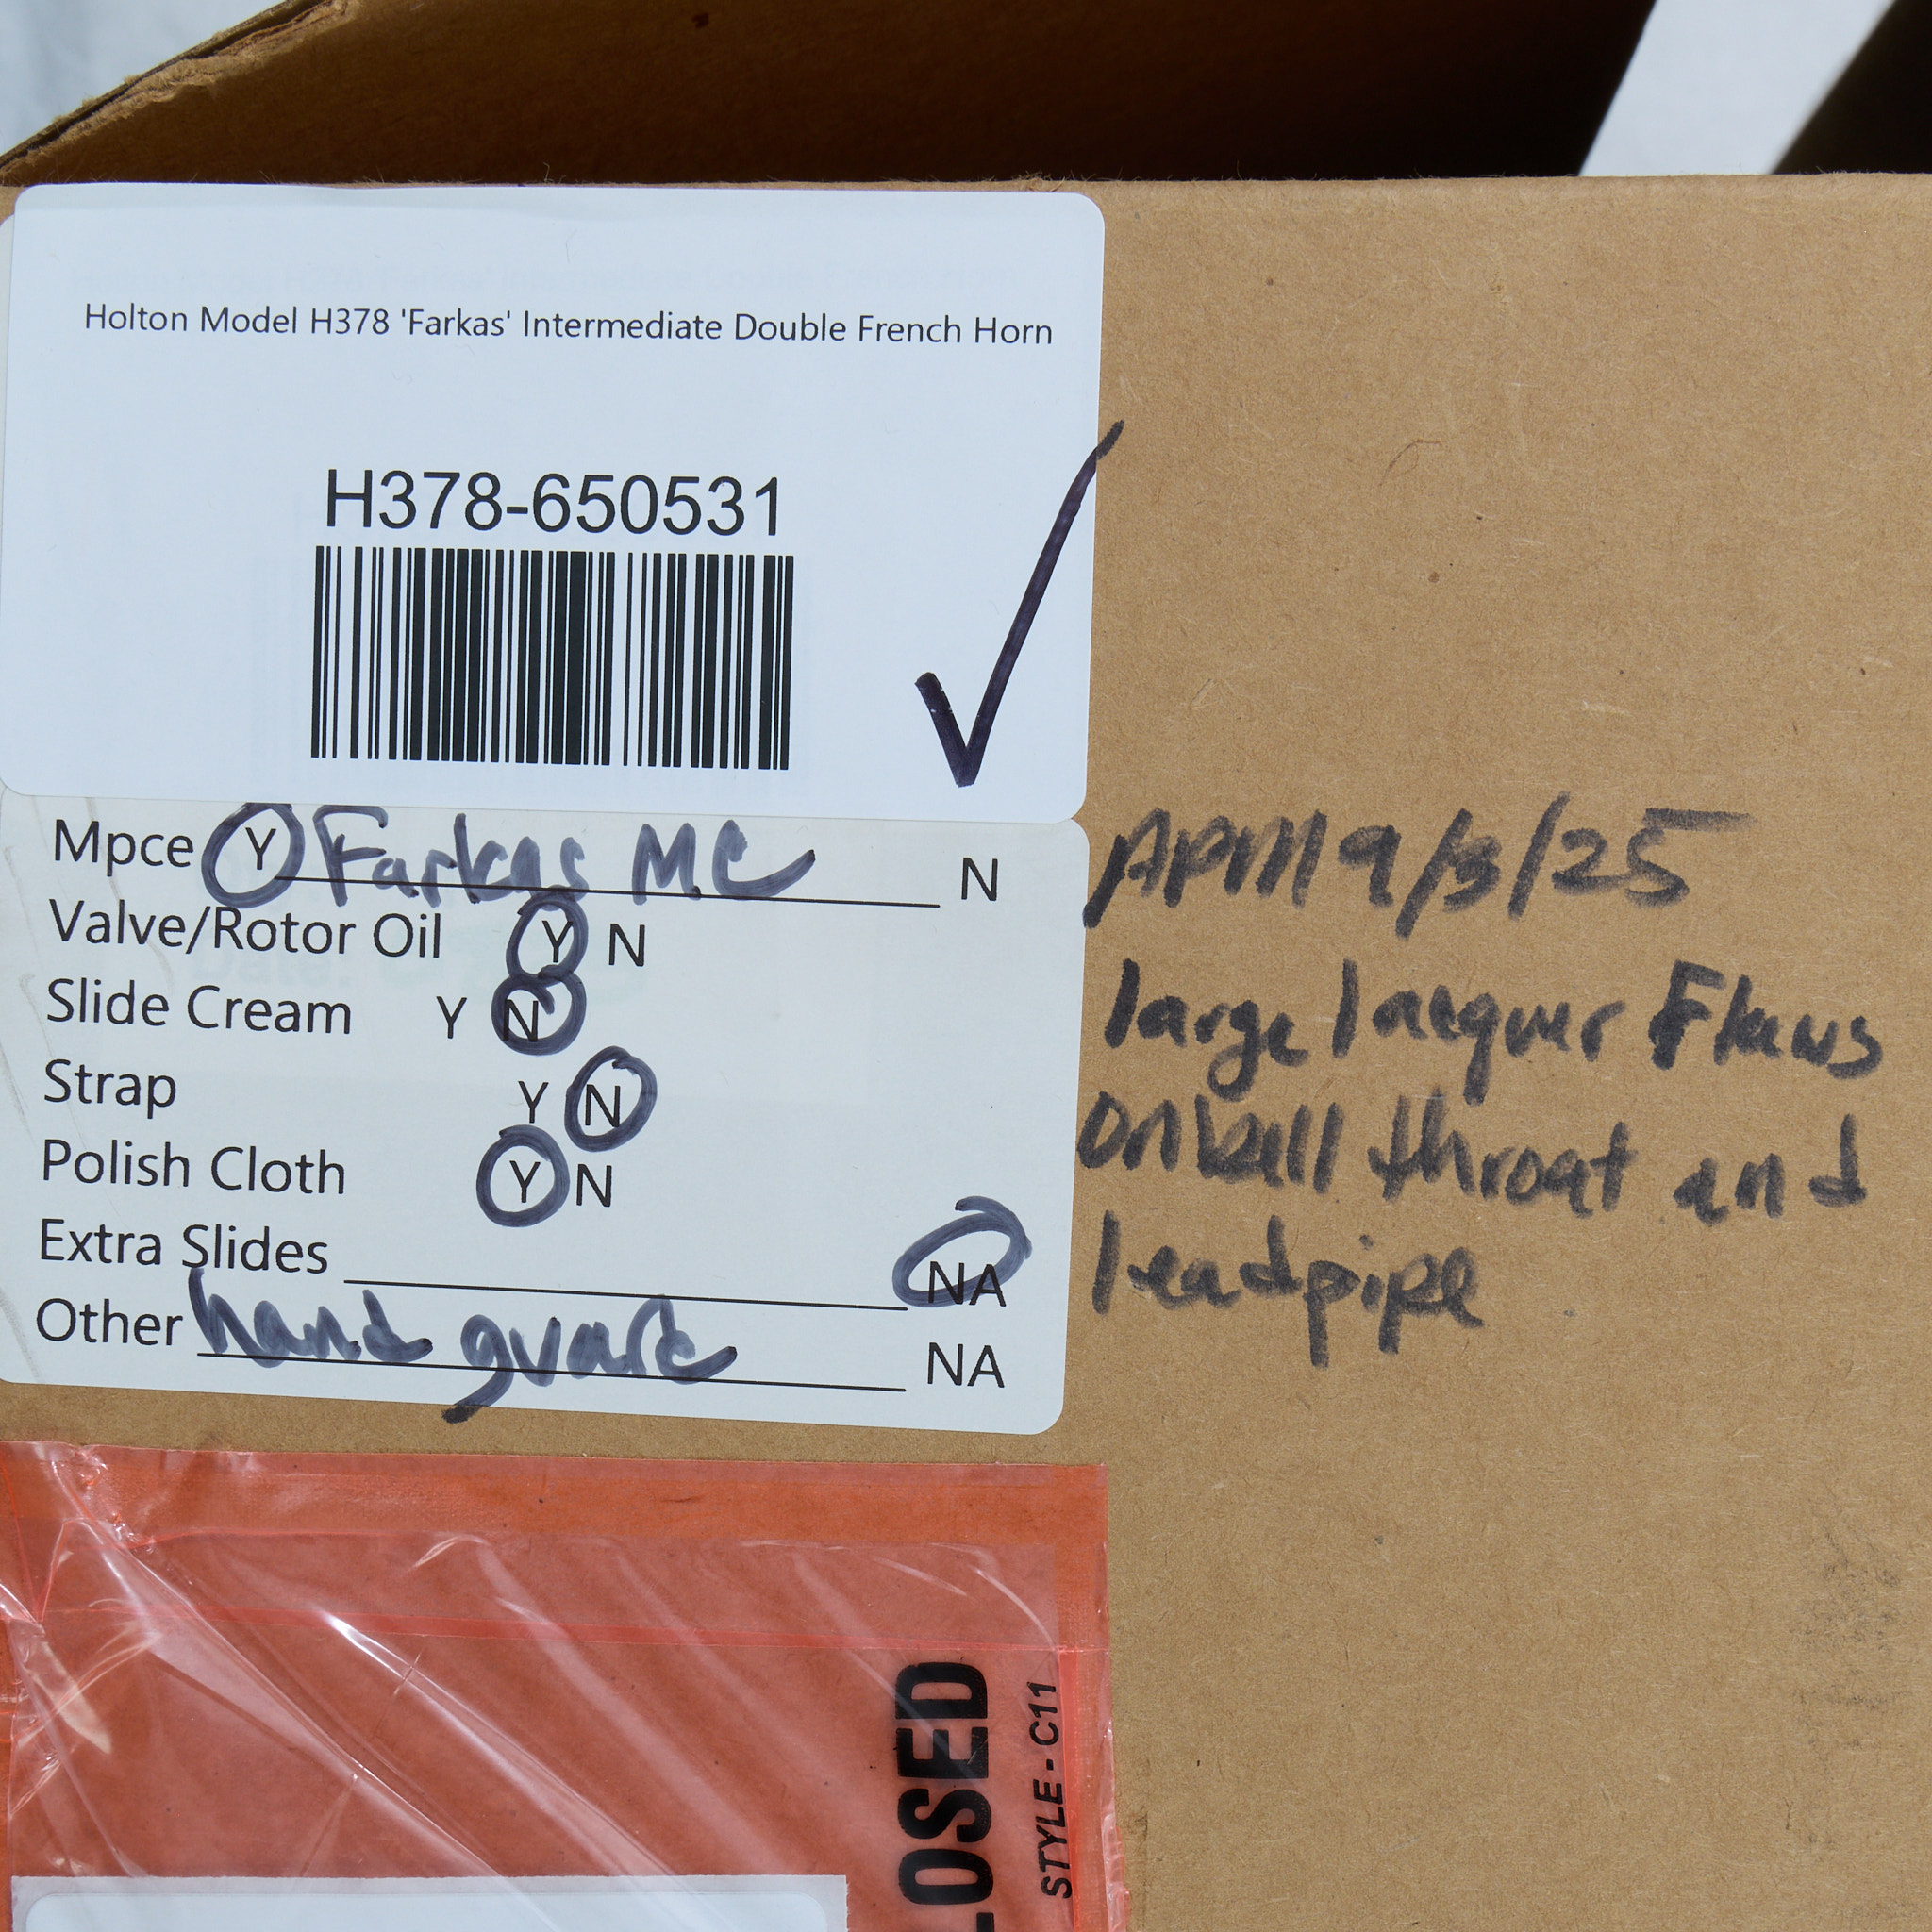 Holton Model H378 'Farkas' Intermediate Double French Horn
H378-650531
Mpce Y Farkas MC N
Valve/Rotor Oil Y N
Slide Cream Y N
Strap Y N
Polish Cloth Y N
Extra Slides NA
Other hand guard NA
APM 9/3/25
large lacquer Flaws
on bell throat and
leadpipe
LOSED
STYLE - C11